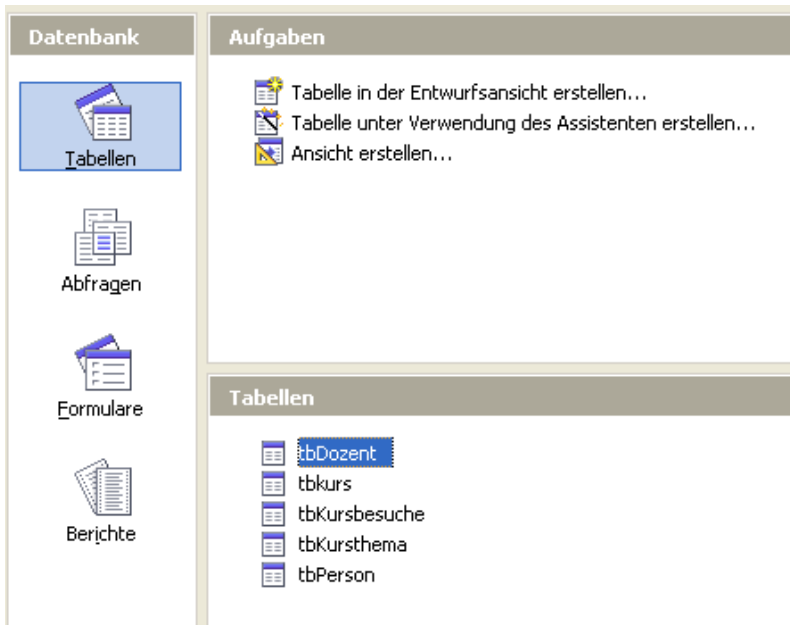 Datenbank
Tabellen
Abfragen
Formulare
Berichte
Aufgaben
Tabelle in der Entwurfsansicht erstellen...
Tabelle unter Verwendung des Assistenten erstellen...
Ansicht erstellen...
Tabellen
tbDozent
tbkurs
tbKursbesuche
tbKursthema
tbPerson